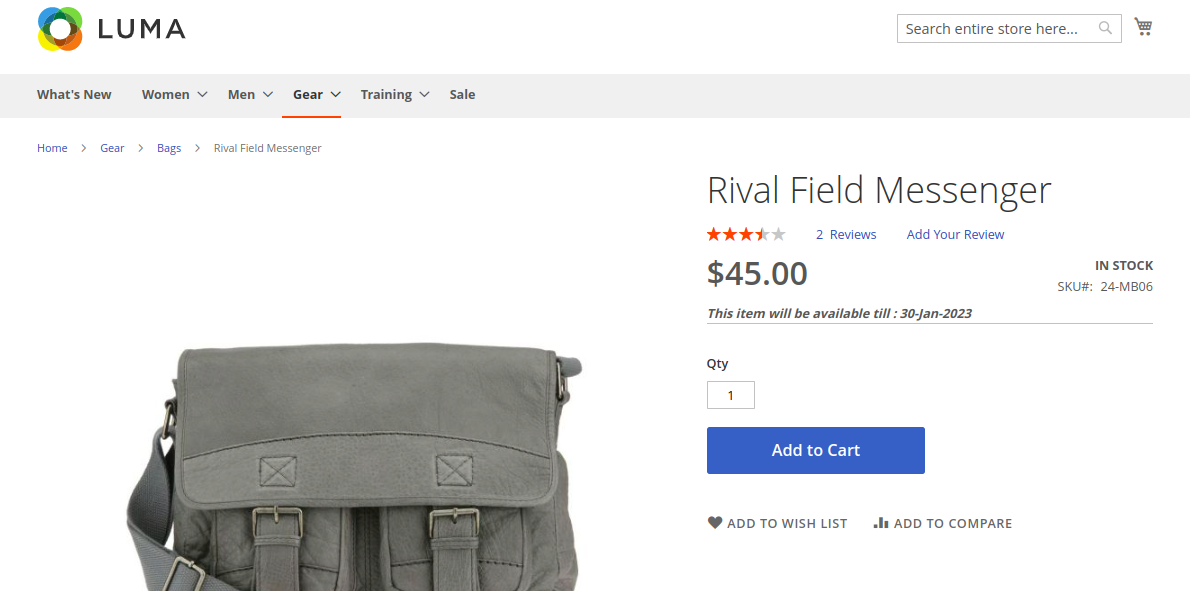 LUMA
Search entire store here...
What's New Women Men Gear Training Sale
Home Gear Bags Rival Field Messenger
Rival Field Messenger
2 Reviews Add Your Review
$45.00
IN STOCK
SKU#: 24-MB06
This item will be available till : 30-Jan-2023
Qty
1
Add to Cart
ADD TO WISH LIST ADD TO COMPARE